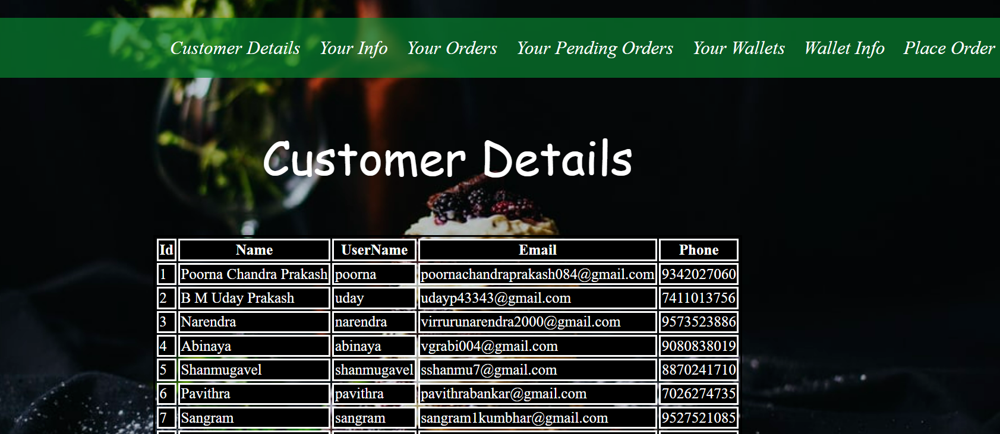 Customer Details Your Info Your Orders Your Pending Orders Your Wallets Wallet Info Place Order
Customer Details
Id Name UserName Email Phone
1 Poorna Chandra Prakash poorna poornachandraprakash084@gmail.com 9342027060
2 B M Uday Prakash uday udayp43343@gmail.com 7411013756
3 Narendra narendra virrurunarendra2000@gmail.com 9573523886
4 Abinaya abinaya vgrabi004@gmail.com 9080838019
5 Shanmugavel shanmugavel sshanmu7@gmail.com 8870241710
6 Pavithra pavithra pavithrabankar@gmail.com 7026274735
7 Sangram sangram sangram1kumbhar@gmail.com 9527521085